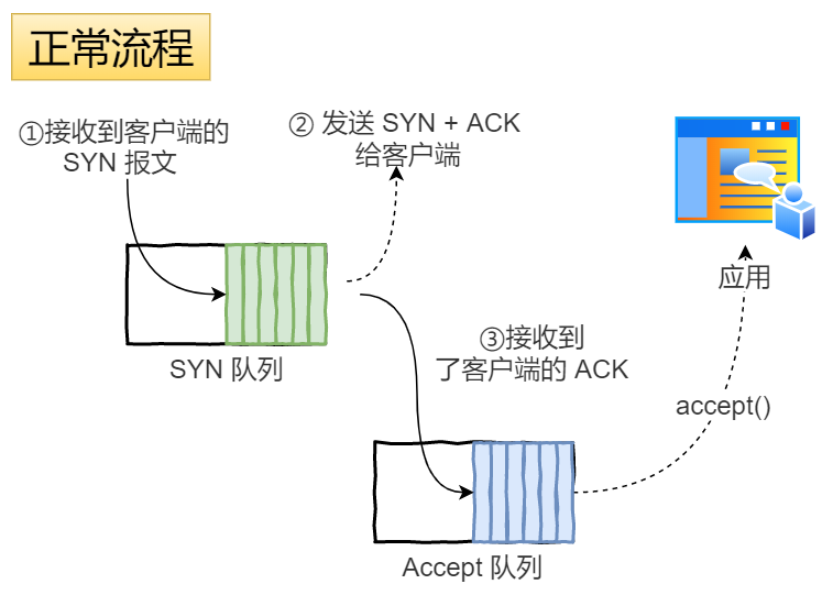 正常流程
①接收到客户端的
SYN 报文
② 发送 SYN + ACK
给客户端
SYN 队列
③接收到
了客户端的 ACK
应用
accept()
Accept 队列